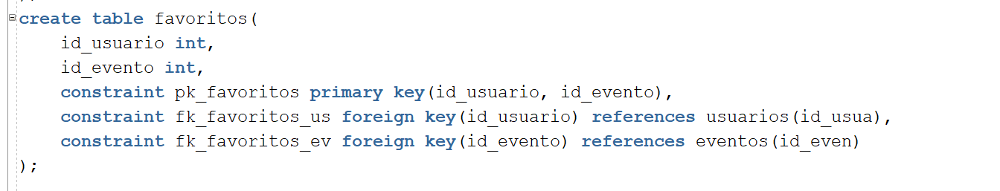 create table favoritos(
    id_usuario int,
    id_evento int,
    constraint pk_favoritos primary key(id_usuario, id_evento),
    constraint fk_favoritos_us foreign key(id_usuario) references usuarios(id_usua),
    constraint fk_favoritos_ev foreign key(id_evento) references eventos(id_even)
);